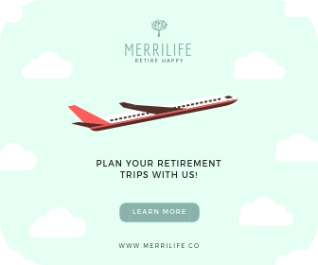 MERRILIFE
RETIRE HAPPY
PLAN YOUR RETIREMENT
TRIPS WITH US!
LEARN MORE
WWW.MERRILIFE.CO